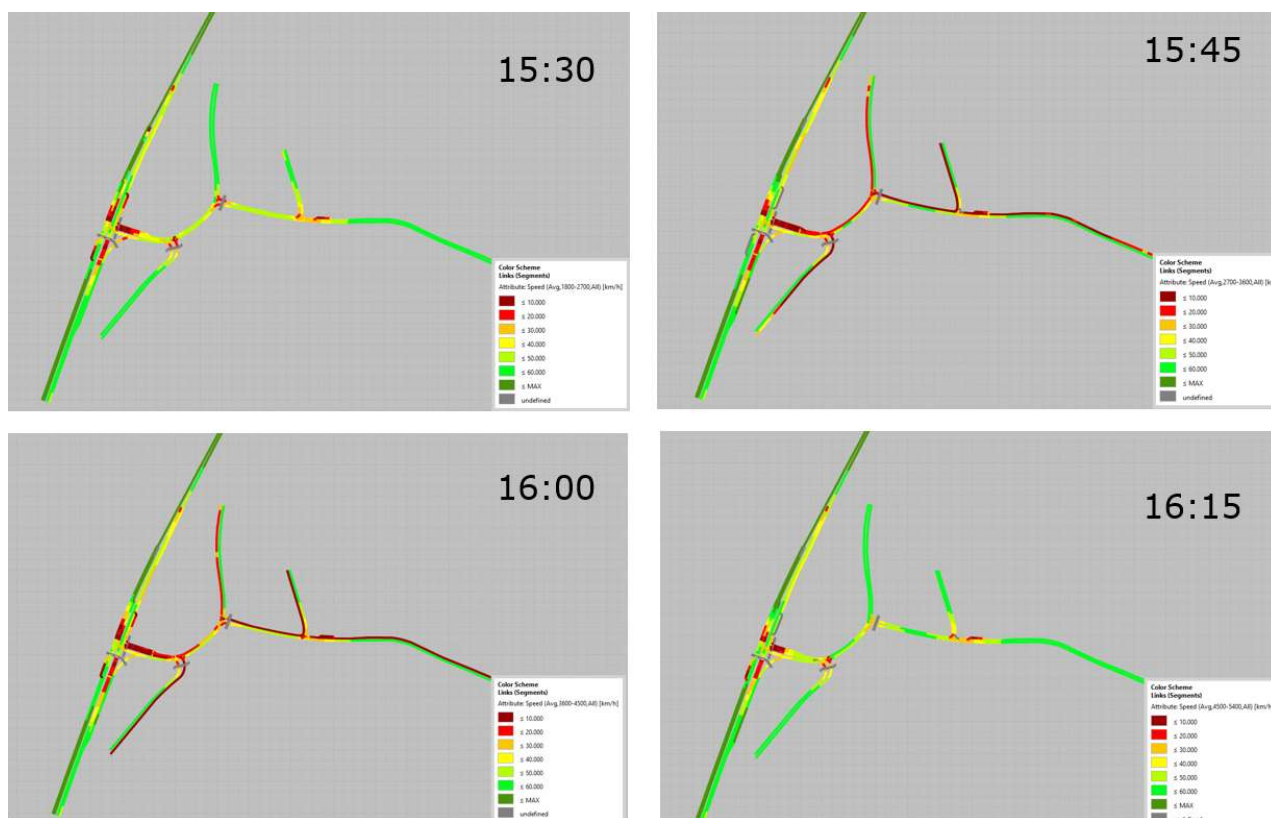 15:30
Color Scheme
Links (Segments)
Attribute: Speed (Avg,1800-2700,All) [km/h]
≤ 10.000
≤ 20.000
≤ 30.000
≤ 40.000
≤ 50.000
≤ 60.000
≤ MAX
undefined
15:45
Color Scheme
Links (Segments)
Attribute: Speed (Avg,2700-3600,All) [k
≤ 10.000
≤ 20.000
≤ 30.000
≤ 40.000
≤ 50.000
≤ 60.000
≤ MAX
undefined
16:00
Color Scheme
Links (Segments)
Attribute: Speed (Avg,3600-4500,All) [km/h]
≤ 10.000
≤ 20.000
≤ 30.000
≤ 40.000
≤ 50.000
≤ 60.000
≤ MAX
undefined
16:15
Color Scheme
Links (Segments)
Attribute: Speed (Avg,4500-5400,All) [km/h
≤ 10.000
≤ 20.000
≤ 30.000
≤ 40.000
≤ 50.000
≤ 60.000
≤ MAX